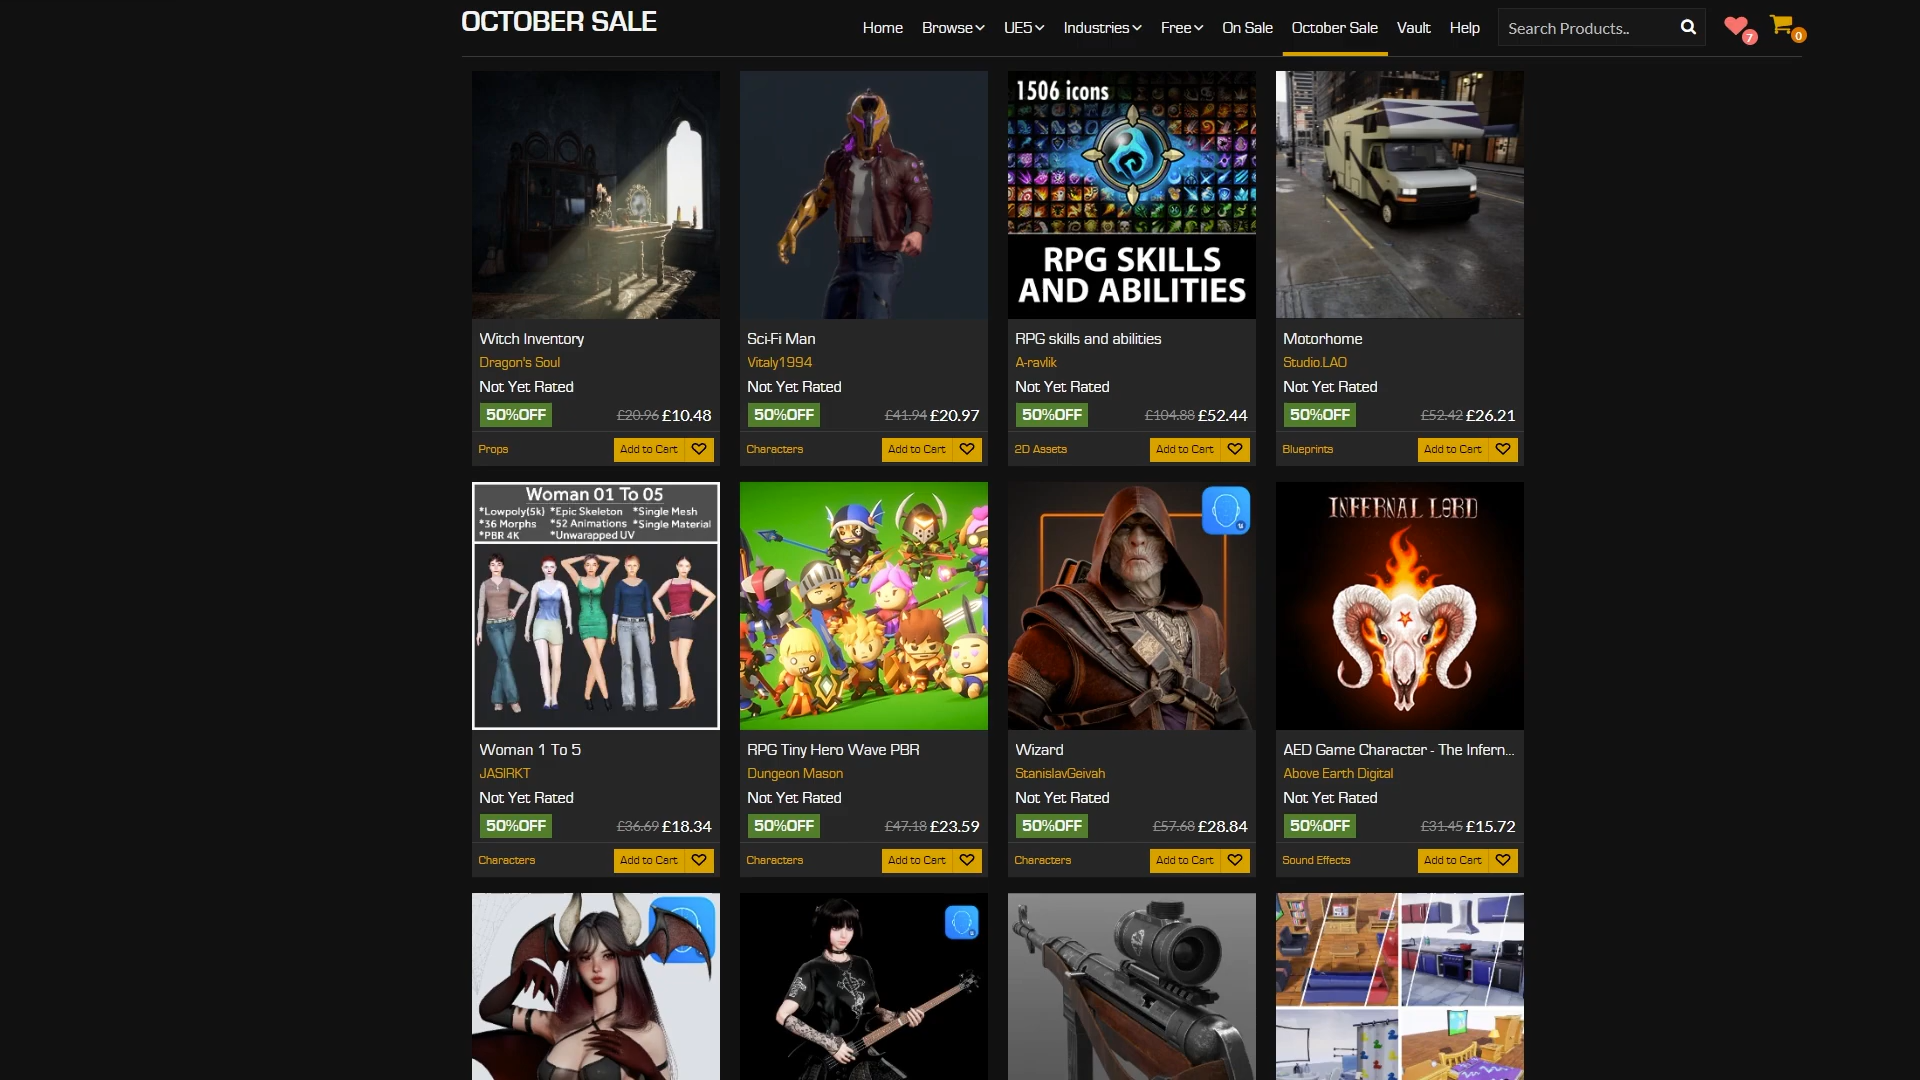 OCTOBER SALE
Home Browse UE5 Industries Free On Sale October Sale Vault Help Search Products.. 7 0
1506 icons
RPG SKILLS
AND ABILITIES
Witch Inventory
Dragon's Soul
Not Yet Rated
50%OFF £20.96 £10.48
Props Add to Cart
Sci-Fi Man
Vitaly1994
Not Yet Rated
50%OFF £41.94 £20.97
Characters Add to Cart
RPG skills and abilities
A-ravlik
Not Yet Rated
50%OFF £104.88 £52.44
2D Assets Add to Cart
Motorhome
Studio.LAO
Not Yet Rated
50%OFF £52.42 £26.21
Blueprints Add to Cart
Woman 01 To 05
*Lowpoly(5k) *Epic Skeleton *Single Mesh
*36 Morphs *52 Animations *Single Material
*PBR 4K *Unwarapped UV
INFERNAL LORD
Woman 1 To 5
JASIRKT
Not Yet Rated
50%OFF £36.69 £18.34
Characters Add to Cart
RPG Tiny Hero Wave PBR
Dungeon Mason
Not Yet Rated
50%OFF £47.18 £23.59
Characters Add to Cart
Wizard
StanislavGeivah
Not Yet Rated
50%OFF £57.68 £28.84
Characters Add to Cart
AED Game Character - The Infern...
Above Earth Digital
Not Yet Rated
50%OFF £31.45 £15.72
Sound Effects Add to Cart